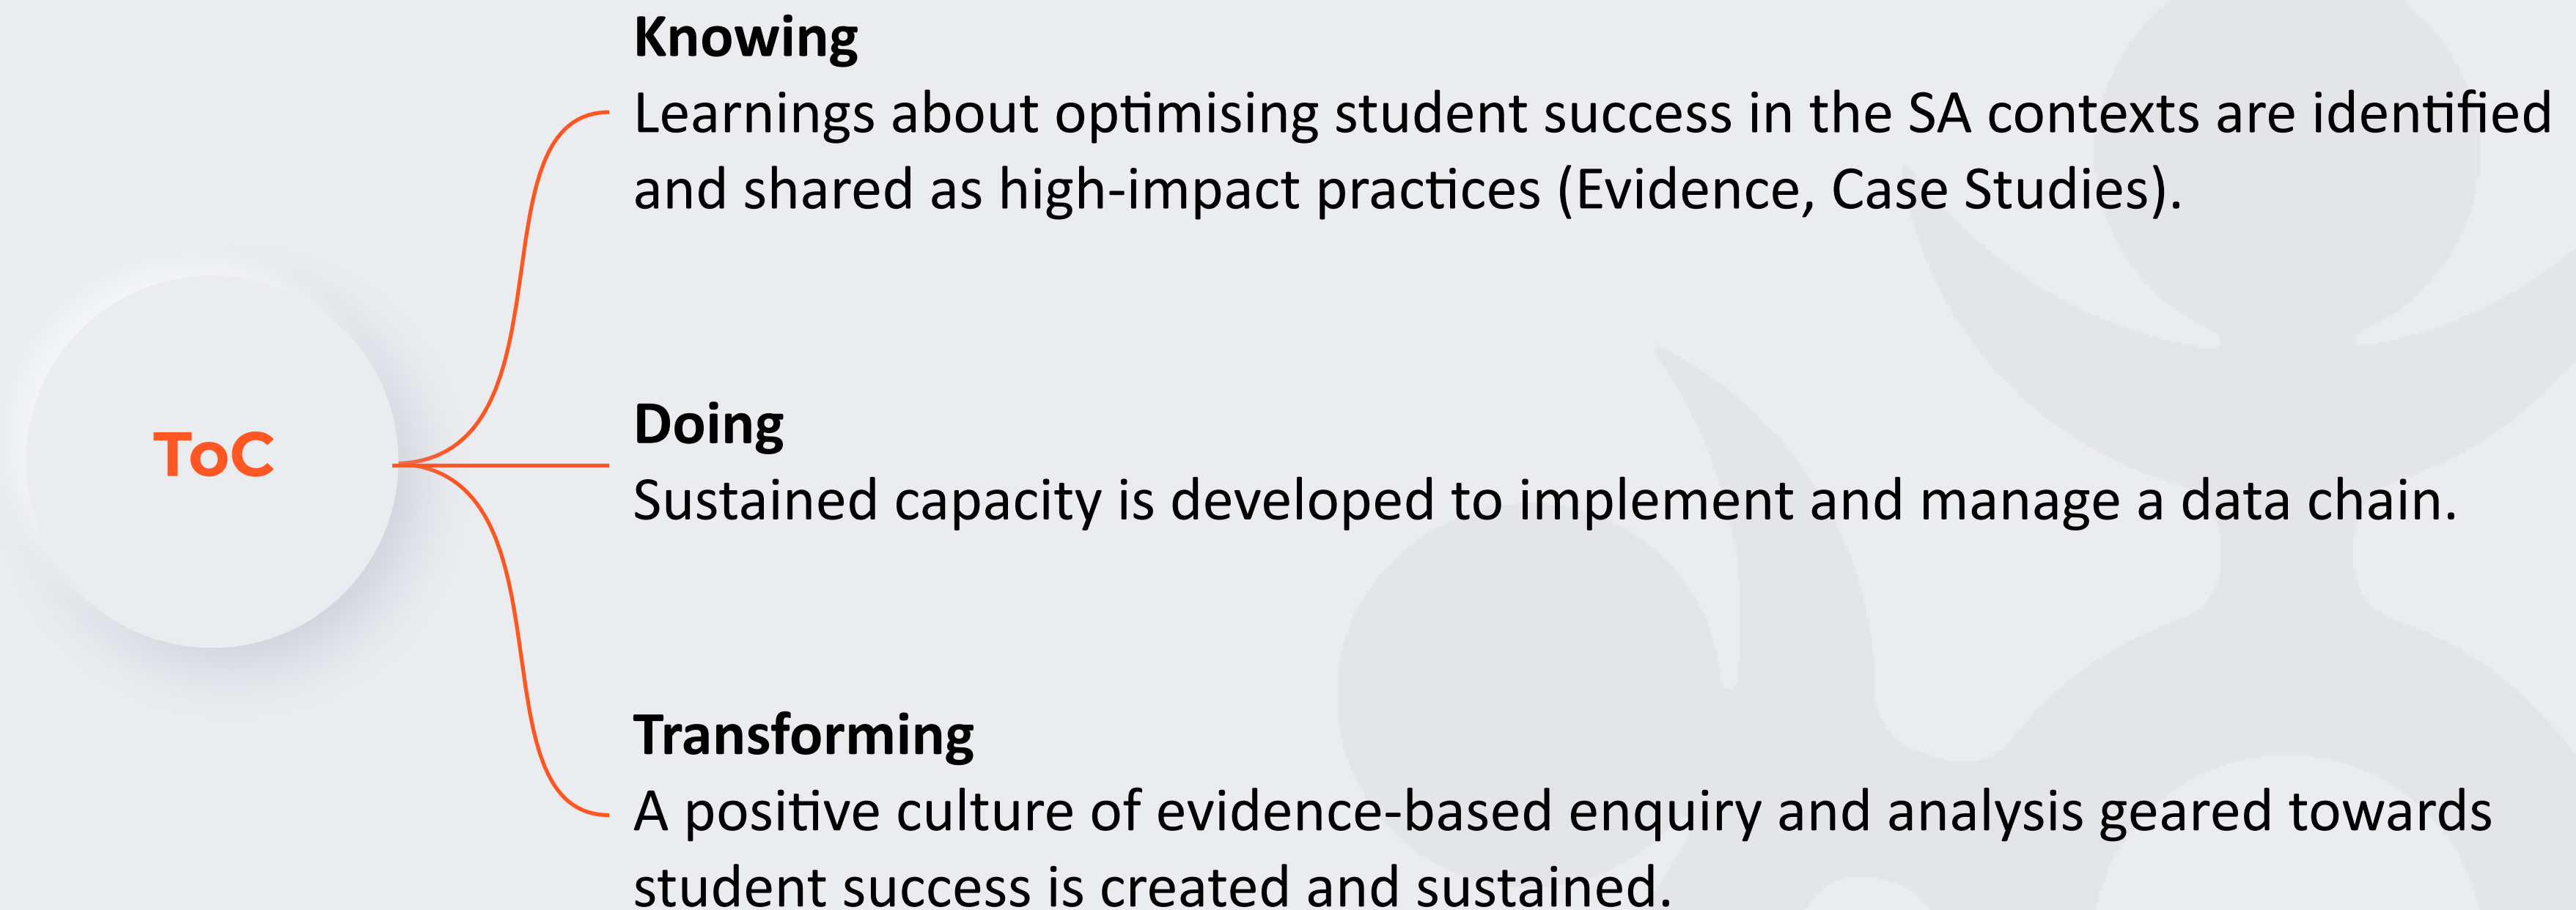 Knowing
Learnings about optimising student success in the SA contexts are identified
and shared as high-impact practices (Evidence, Case Studies).
ToC
Doing
Sustained capacity is developed to implement and manage a data chain.
Transforming
A positive culture of evidence-based enquiry and analysis geared towards
student success is created and sustained.